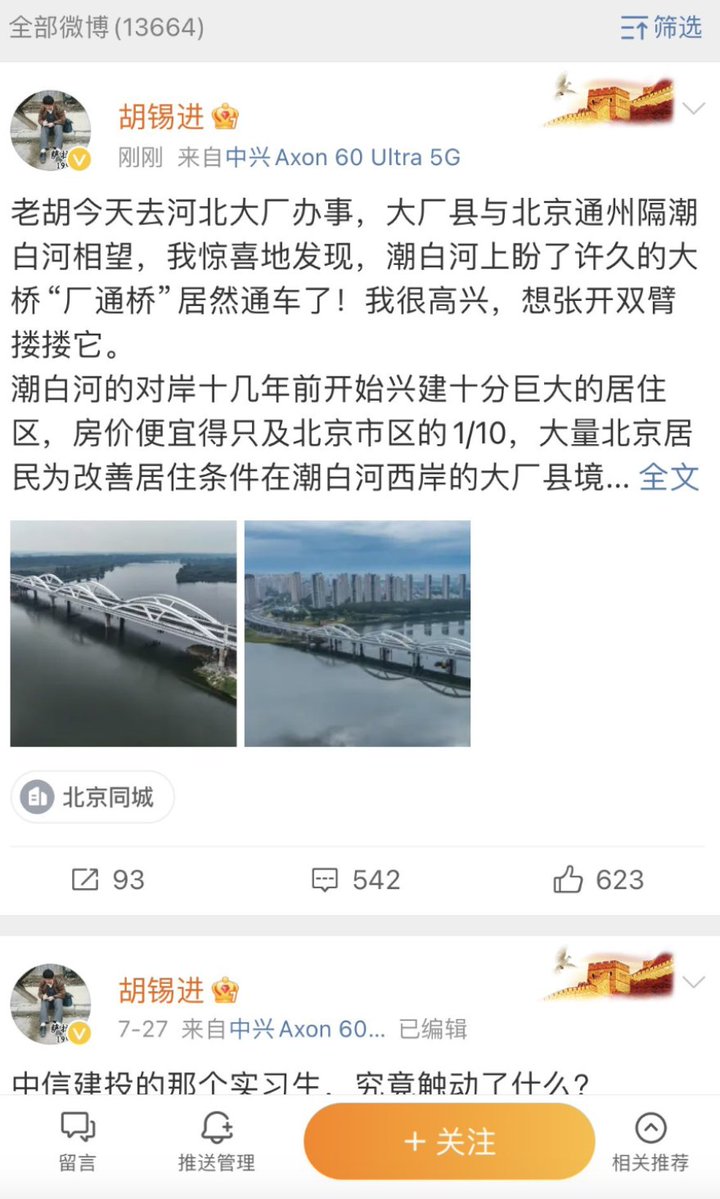 全部微博(13664)
筛选
胡锡进
刚刚 来自中兴Axon 60 Ultra 5G
老胡今天去河北大厂办事，大厂县与北京通州隔潮
白河相望，我惊喜地发现，潮白河上盼了许久的大
桥“厂通桥”居然通车了！我很高兴，想张开双臂
搂搂它。
潮白河的对岸十几年前开始兴建十分巨大的居住
区，房价便宜得只及北京市区的1/10，大量北京居
民为改善居住条件在潮白河西岸的大厂县境... 全文
北京同城
93
542
623
胡锡进
7-27 来自中兴Axon 60... 已编辑
中信建投的那个实习生，究竟触动了什么？
留言
推送管理
+ 关注
相关推荐